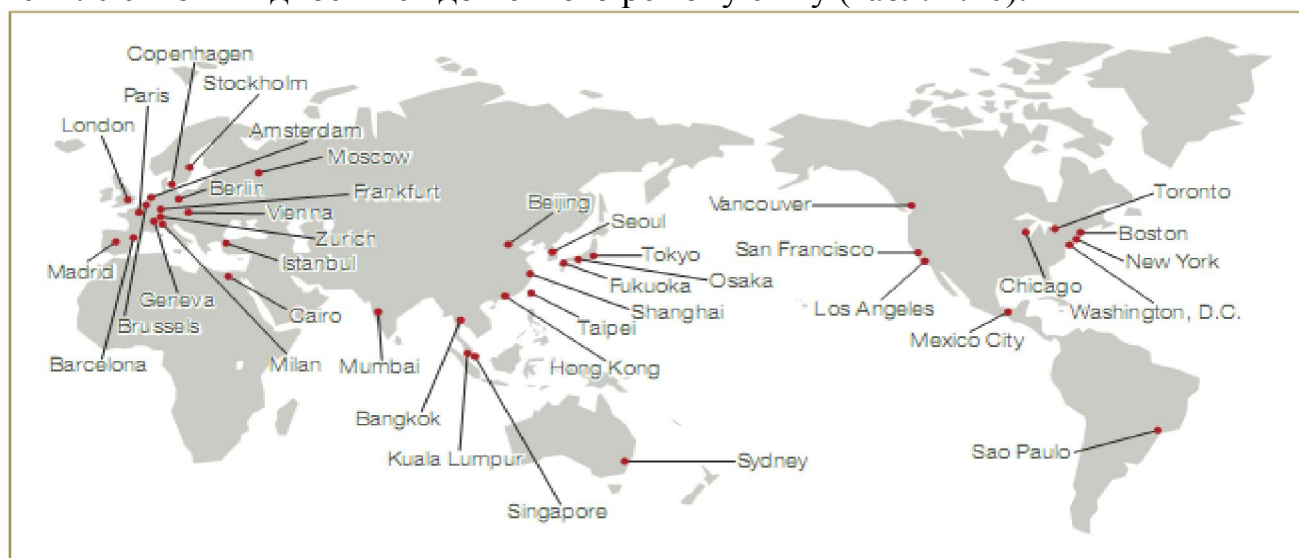 Copenhagen
Stockholm
Paris
London
Amsterdam
Moscow
Berlin
Frankfurt
Vienna
Zurich
Istanbul
Madrid
Geneva
Cairo
Brussels
Barcelona
Milan
Mumbai
Beijing
Seoul
Tokyo
Osaka
Fukuoka
Shanghai
Taipei
Hong Kong
Bangkok
Kuala Lumpur
Singapore
Sydney
Vancouver
San Francisco
Los Angeles
Mexico City
Toronto
Boston
New York
Chicago
Washington, D.C.
Sao Paulo